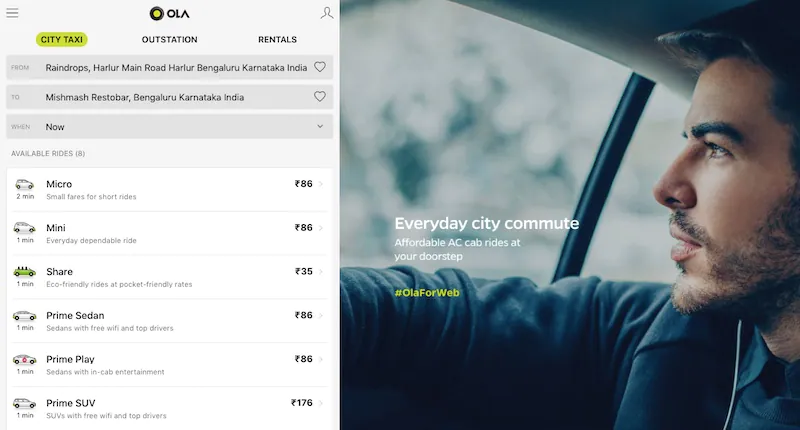 OLA
CITY TAXI
OUTSTATION
RENTALS
FROM Raindrops, Harlur Main Road Harlur Bengaluru Karnataka India
TO Mishmash Restobar, Bengaluru Karnataka India
WHEN Now
AVAILABLE RIDES (8)
Micro ₹86
2 min Small fares for short rides
Mini ₹86
1 min Everyday dependable ride
Share ₹35
1 min Eco-friendly rides at pocket-friendly rates
Prime Sedan ₹86
1 min Sedans with free wifi and top drivers
Prime Play ₹86
1 min Sedans with in-cab entertainment
Prime SUV ₹176
1 min SUVs with free wifi and top drivers
Everyday city commute
Affordable AC cab rides at
your doorstep
#OlaForWeb